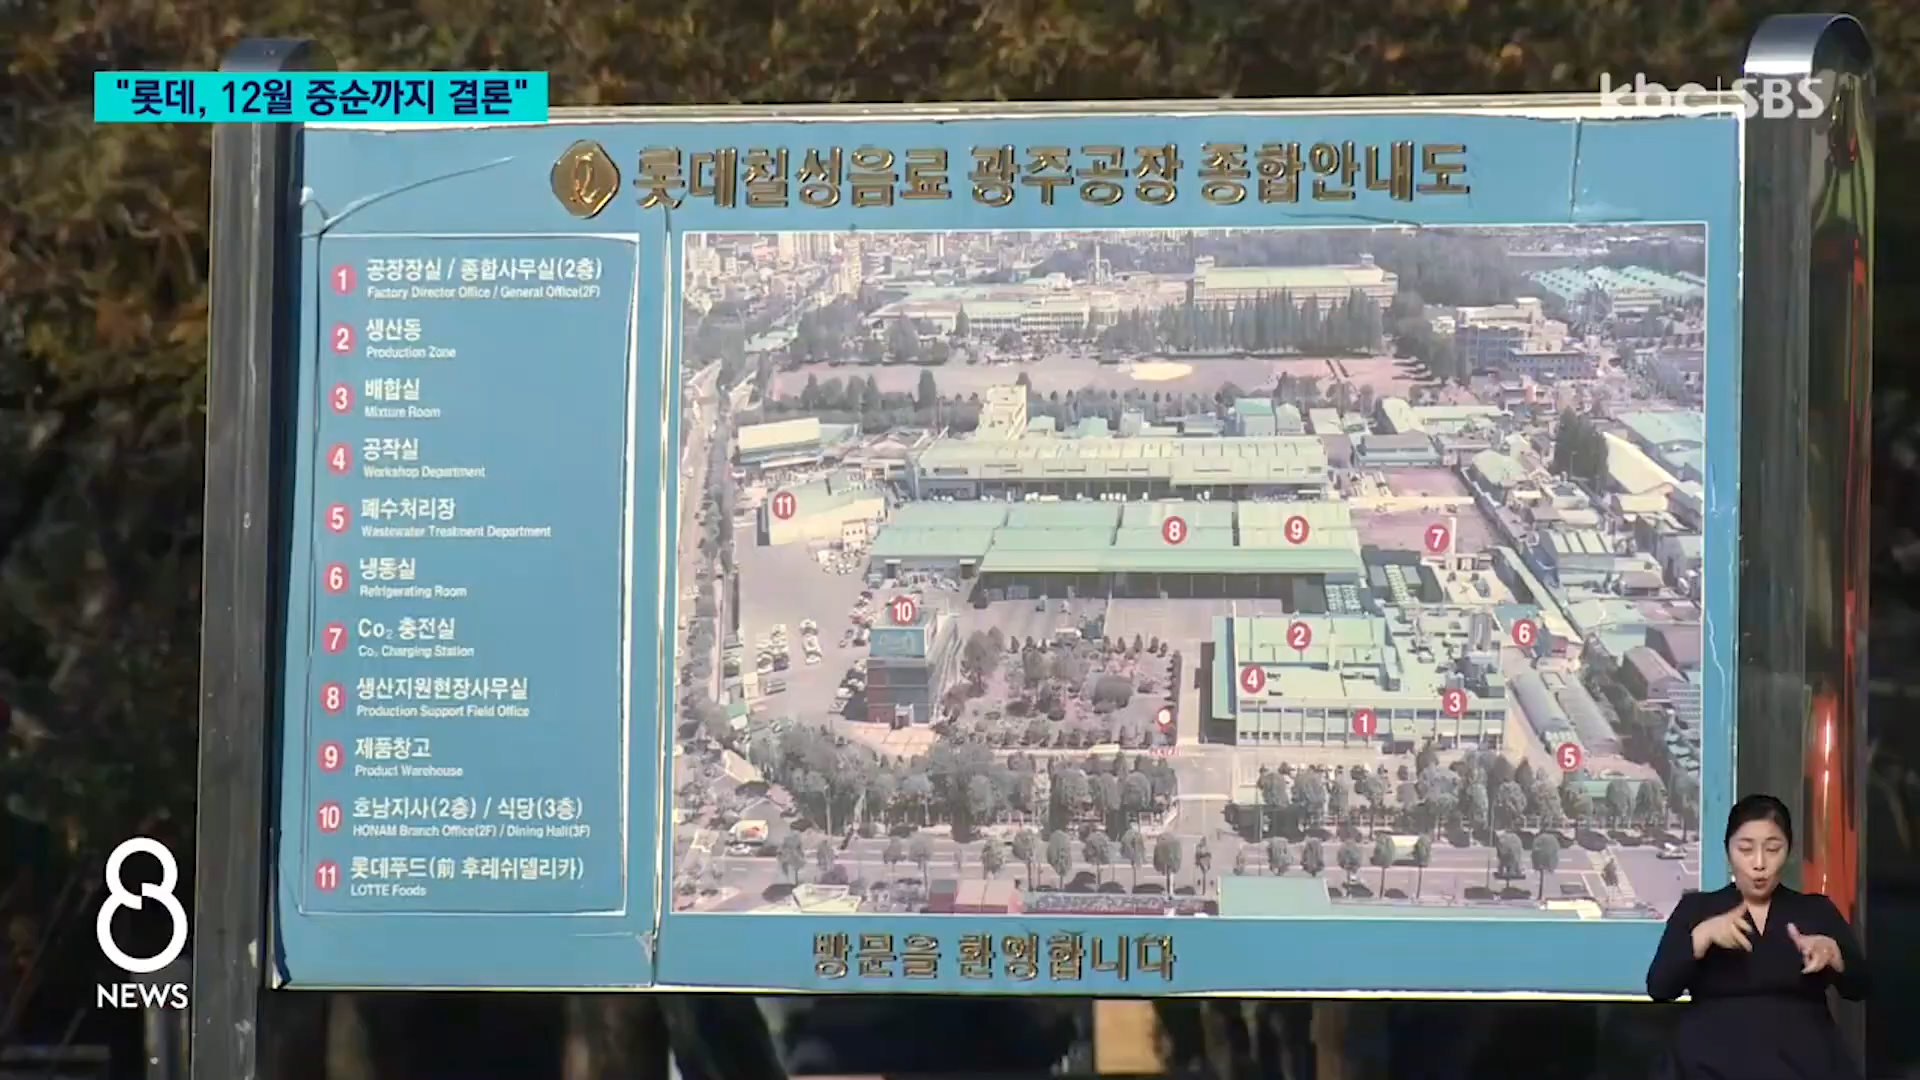 "롯데, 12월 중순까지 결론"
kbc SBS
롯데칠성음료 광주공장 종합안내도
1 공장장실 / 종합사무실(2층)
Factory Director Office / General Office(2F)
2 생산동
Production Zone
3 배합실
Mixture Room
4 공작실
Workshop Department
5 폐수처리장
Wastewater Treatment Department
6 냉동실
Refrigerating Room
7 Co₂ 충전실
Co₂ Charging Station
8 생산지원현장사무실
Production Support Field Office
9 제품창고
Product Warehouse
10 호남지사(2층) / 식당(3층)
HONAM Branch Office(2F) / Dining Hall(3F)
11 롯데푸드(前 후레쉬델리카)
LOTTE Foods
11
8
9
7
10
2
6
4
3
1
5
방문을 환영합니다
8
NEWS